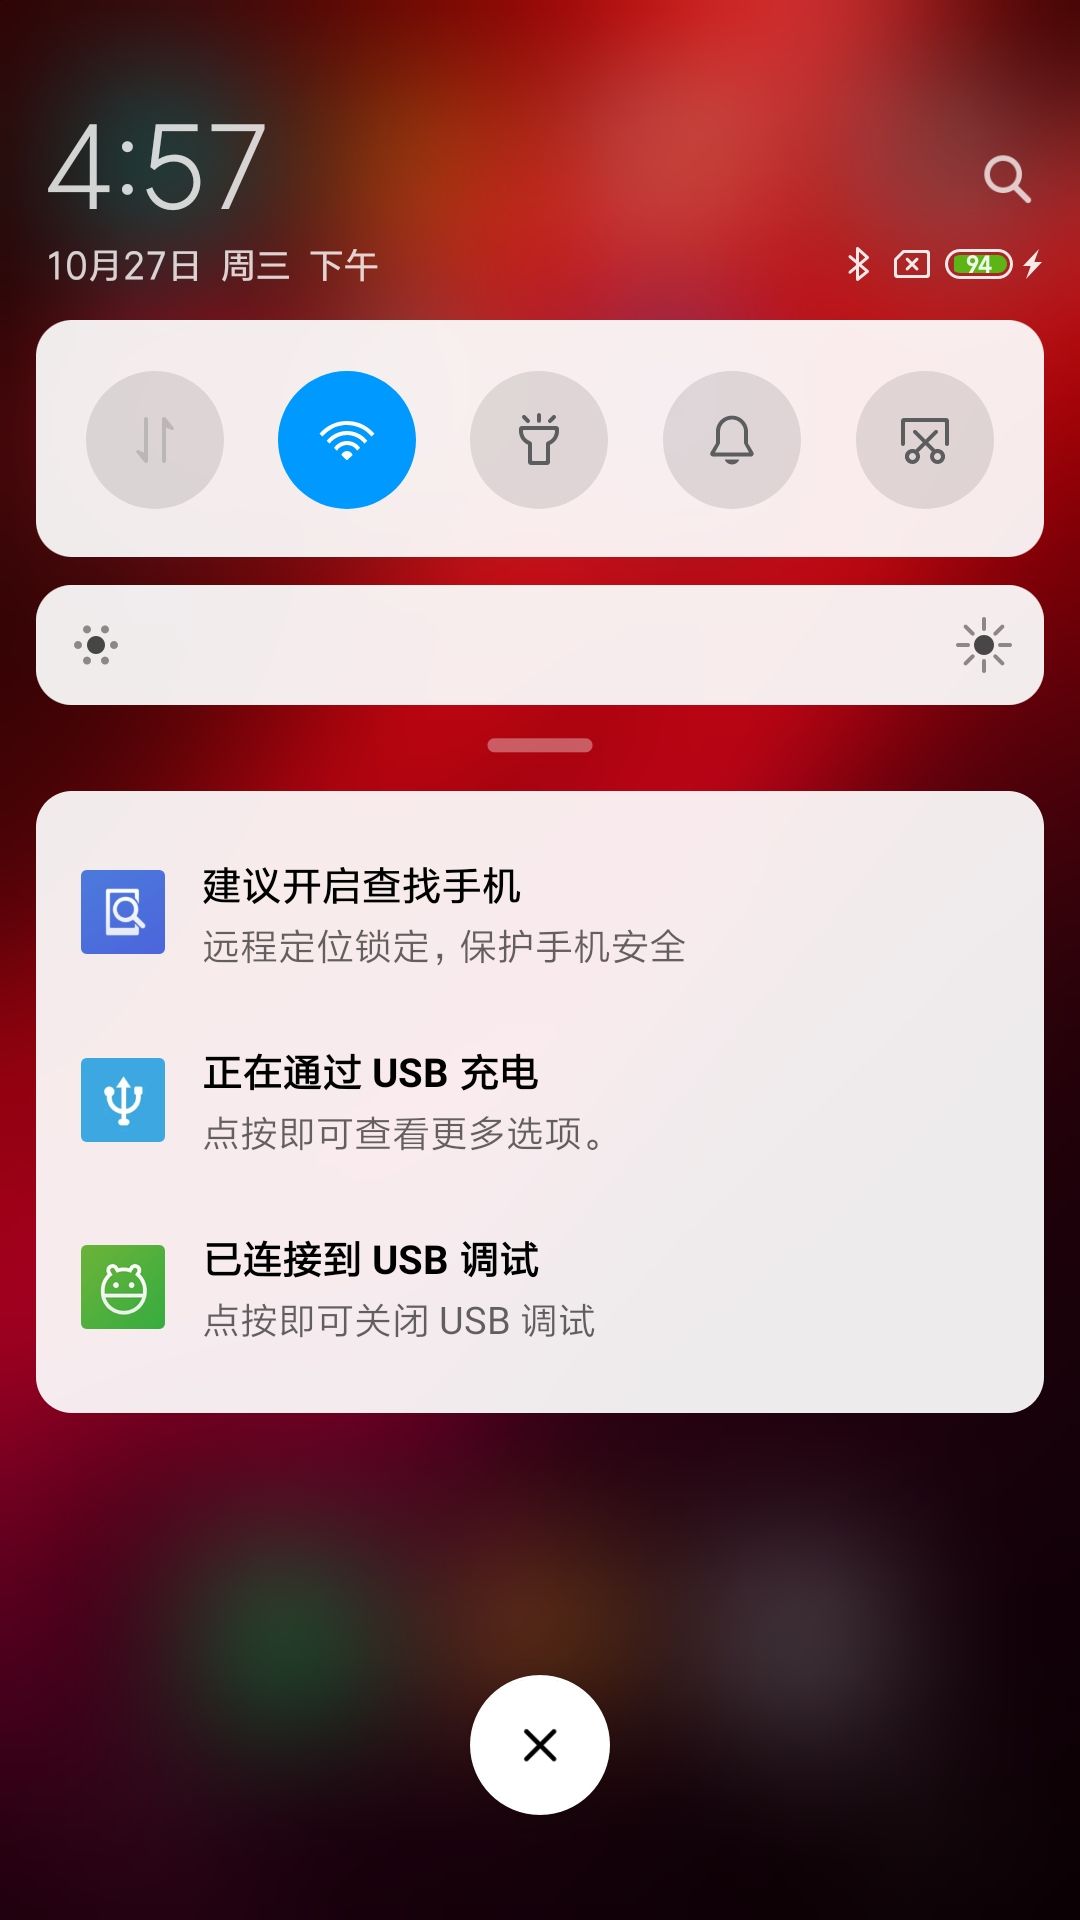 4:57
10月27日 周三 下午
94
建议开启查找手机
远程定位锁定，保护手机安全
正在通过 USB 充电
点按即可查看更多选项。
已连接到 USB 调试
点按即可关闭 USB 调试